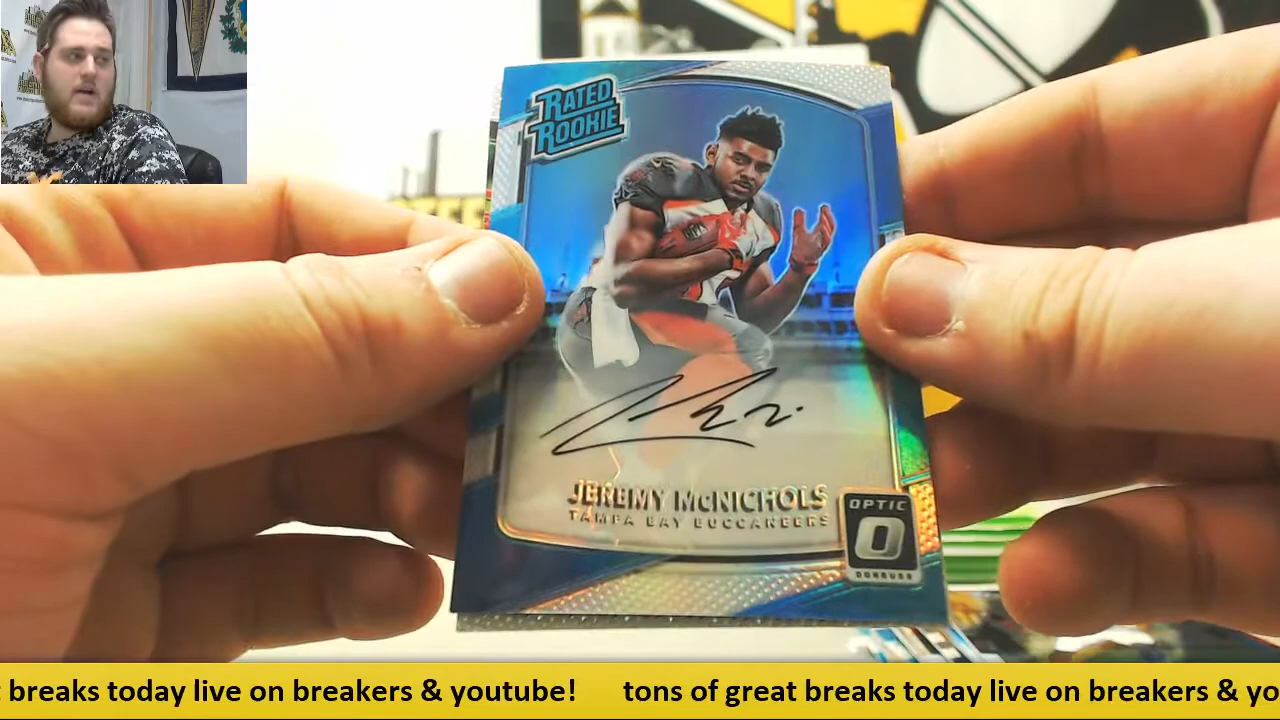 RATED
ROOKIE
JEREMY McNICHOLS
TAMPA BAY BUCCANEERS
OPTIC
O
DONRUSS
t breaks today live on breakers & youtube! tons of great breaks today live on breakers & yo